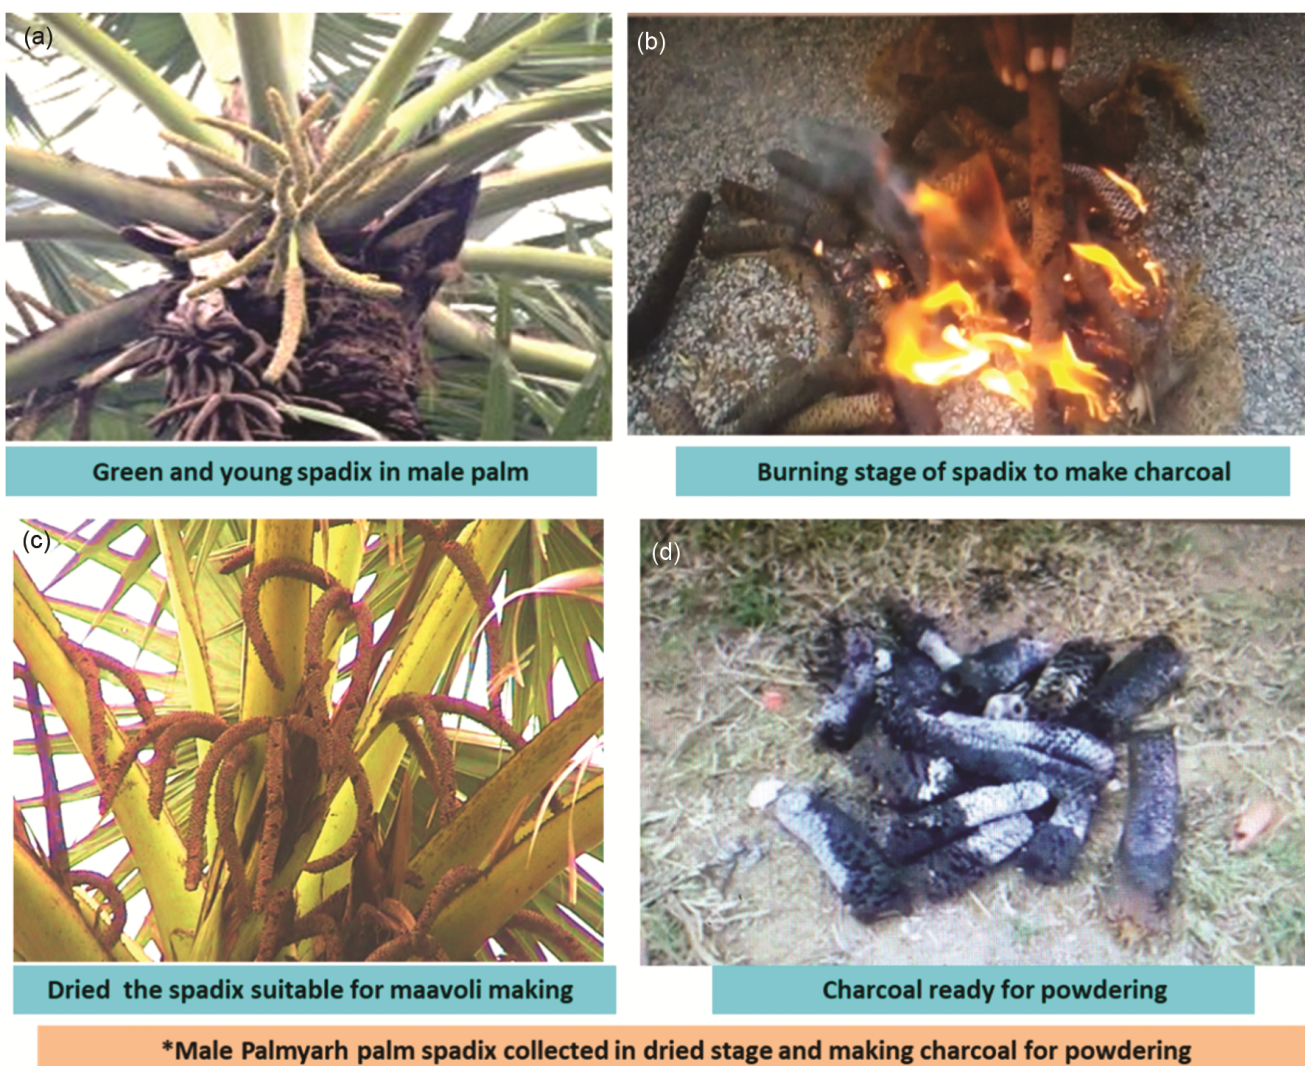 (a)
(b)
Green and young spadix in male palm
Burning stage of spadix to make charcoal
(c)
(d)
Dried the spadix suitable for maavoli making
Charcoal ready for powdering
*Male Palmyarh palm spadix collected in dried stage and making charcoal for powdering